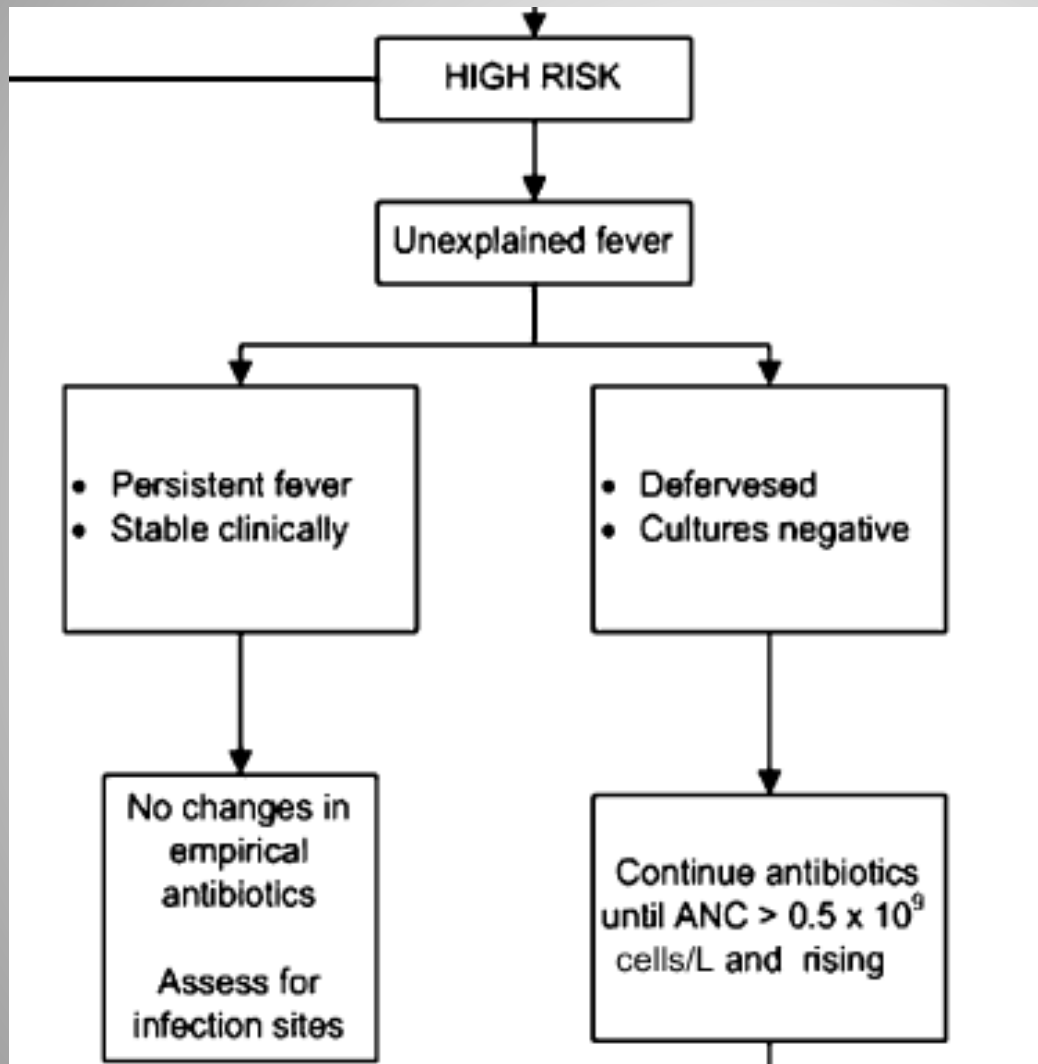 HIGH RISK
Unexplained fever
• Persistent fever
• Stable clinically
• Defervesed
• Cultures negative
No changes in
empirical
antibiotics
Assess for
infection sites
Continue antibiotics
until ANC > 0.5 x 10⁹
cells/L and rising